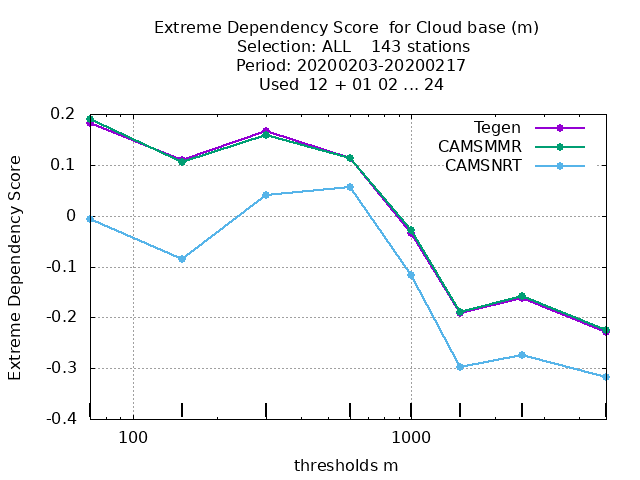 Extreme Dependency Score  for Cloud base (m)
Selection: ALL    143 stations
Period: 20200203-20200217
Used  12 + 01 02 ... 24
Tegen
CAMSMMR
CAMSNRT
Extreme Dependency Score
0.2
0.1
0
-0.1
-0.2
-0.3
-0.4
100
1000
thresholds m